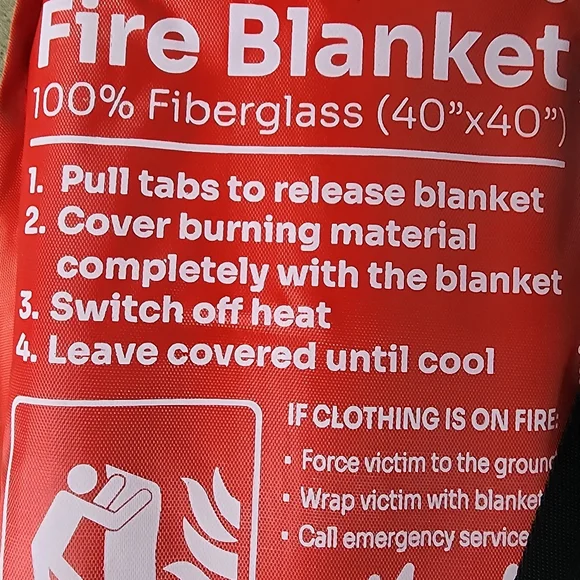 Fire Blanket
100% Fiberglass (40”x40”)
1. Pull tabs to release blanket
2. Cover burning material
completely with the blanket
3. Switch off heat
4. Leave covered until cool
IF CLOTHING IS ON FIRE:
• Force victim to the groun
• Wrap victim with blanket
• Call emergency service